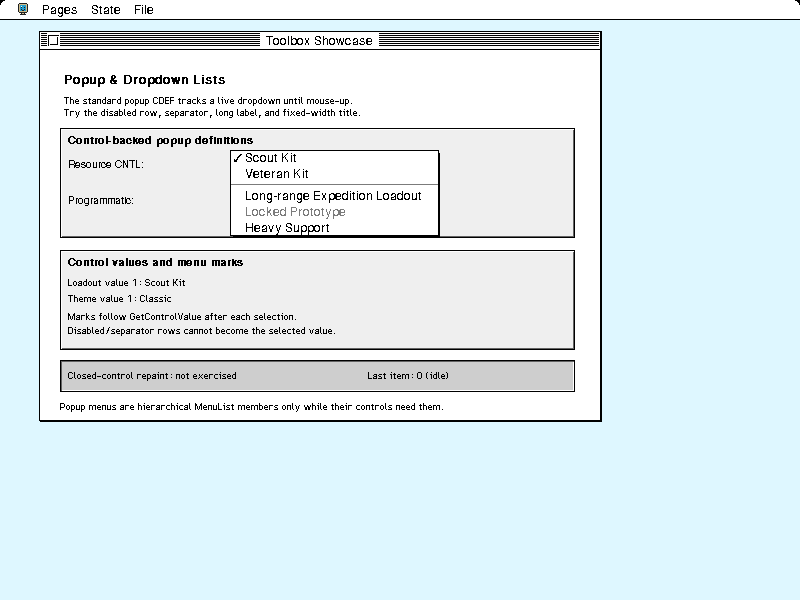 Pages State File
Toolbox Showcase
Popup & Dropdown Lists
The standard popup CDEF tracks a live dropdown until mouse-up.
Try the disabled row, separator, long label, and fixed-width title.
Control-backed popup definitions
Resource CNTL:
✓Scout Kit
Veteran Kit
Programmatic:
Long-range Expedition Loadout
Locked Prototype
Heavy Support
Control values and menu marks
Loadout value 1: Scout Kit
Theme value 1: Classic
Marks follow GetControlValue after each selection.
Disabled/separator rows cannot become the selected value.
Closed-control repaint: not exercised Last item: 0 (idle)
Popup menus are hierarchical MenuList members only while their controls need them.